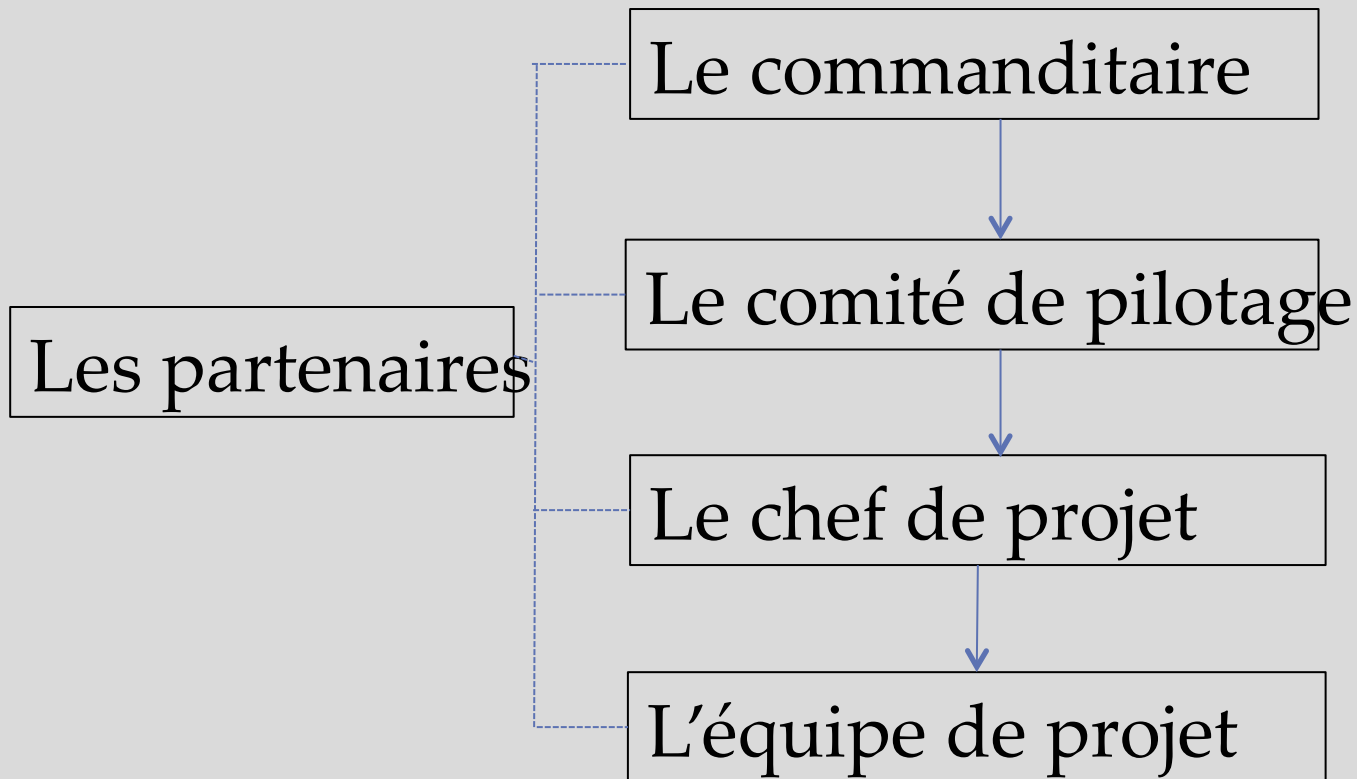 Le commanditaire
Le comité de pilotage
Les partenaires
Le chef de projet
L’équipe de projet